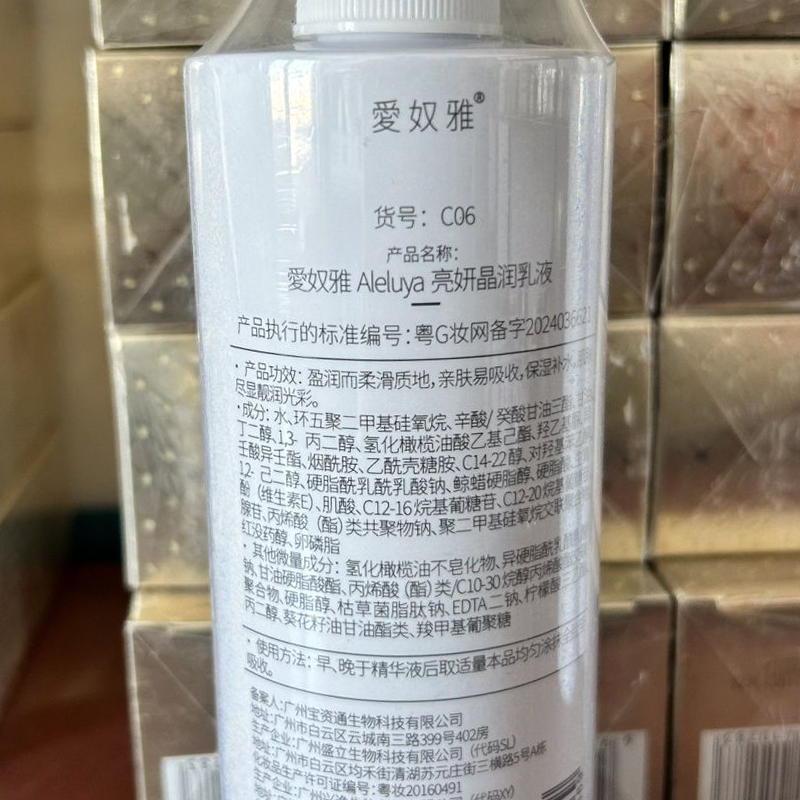 愛奴雅®
货号：C06
产品名称：
愛奴雅 Aleluya 亮妍晶润乳液
产品执行的标准编号：粤G妆网备字2024036621
·产品功效：盈润而柔滑质地，亲肤易吸收，保湿补水，
尽显靓润光彩。
·成分：水、环五聚二甲基硅氧烷、辛酸/癸酸甘油三酯、
丁二醇、1,3-丙二醇、氢化橄榄油酸乙基己酯、羟乙基
壬酸异壬酯、烟酰胺、乙酰壳糖胺、C14-22醇、对羟基
1,2-己二醇、硬脂酰乳酰乳酸钠、鲸蜡硬脂醇、硬脂
酚（维生素E）、肌酸、C12-16烷基葡糖苷、C12-20烷基
腺苷、丙烯酸（酯）类共聚物钠、聚二甲基硅氧烷交联
红没药醇、卵磷脂
·其他微量成分：氢化橄榄油不皂化物、异硬脂酰乳
钠、甘油硬脂酸酯、丙烯酸（酯）类/C10-30烷醇丙烯酸
聚合物、硬脂醇、枯草菌脂肽钠、EDTA二钠、柠檬酸三
丙二醇、葵花籽油甘油酯类、羧甲基葡聚糖
·使用方法：早、晚于精华液后取适量本品均匀涂抹
吸收。
备案人：广州宝资通生物科技有限公司
地址：广州市白云区云城南三路399号402房
生产企业：广州盛立生物科技有限公司（代码SL）
地址：广州市白云区均禾街清湖苏元庄街三横路5号A栋
化妆品生产许可证编号：粤妆20160491